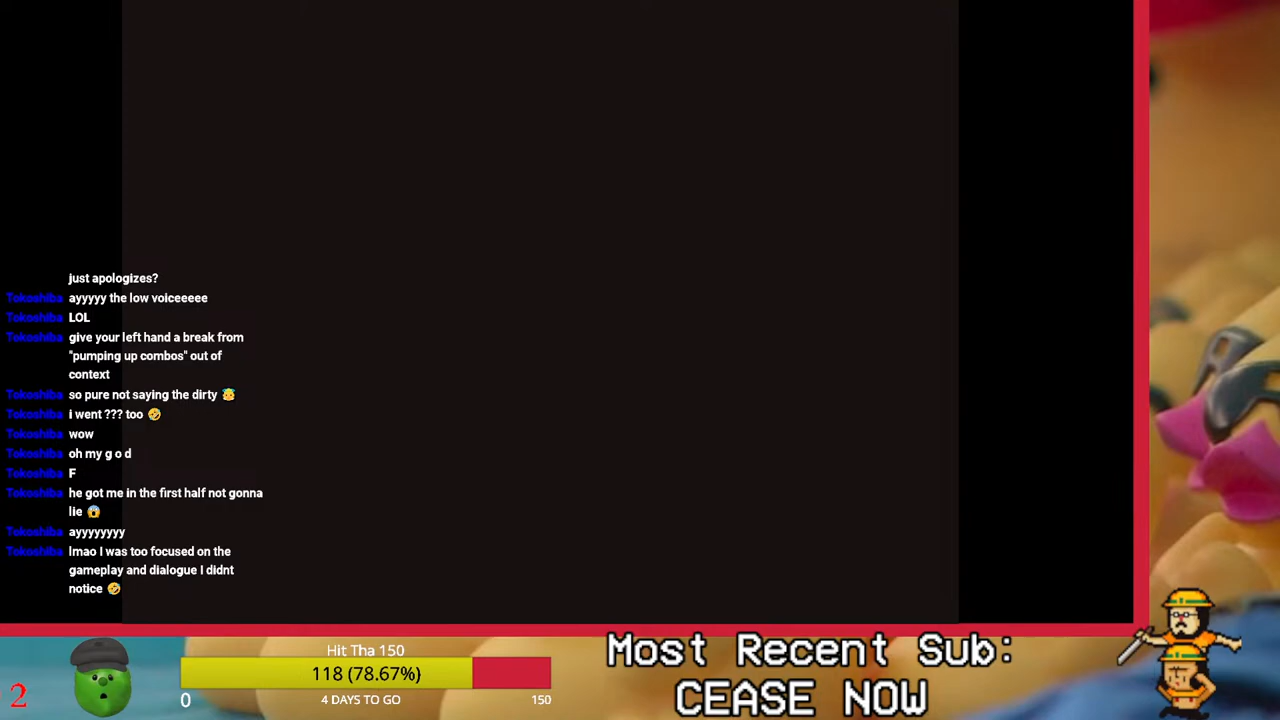 just apologizes?
Tokoshiba ayyyyy the low voiceeeee
Tokoshiba LOL
Tokoshiba give your left hand a break from
"pumping up combos" out of
context
Tokoshiba so pure not saying the dirty 😇
Tokoshiba i went ??? too 🤣
Tokoshiba wow
Tokoshiba oh my g o d
Tokoshiba F
Tokoshiba he got me in the first half not gonna
lie 😱
Tokoshiba ayyyyyyyy
Tokoshiba lmao I was too focused on the
gameplay and dialogue I didnt
notice 🤣
2
Hit Tha 150
118 (78.67%)
0 4 DAYS TO GO 150
Most Recent Sub:
CEASE NOW